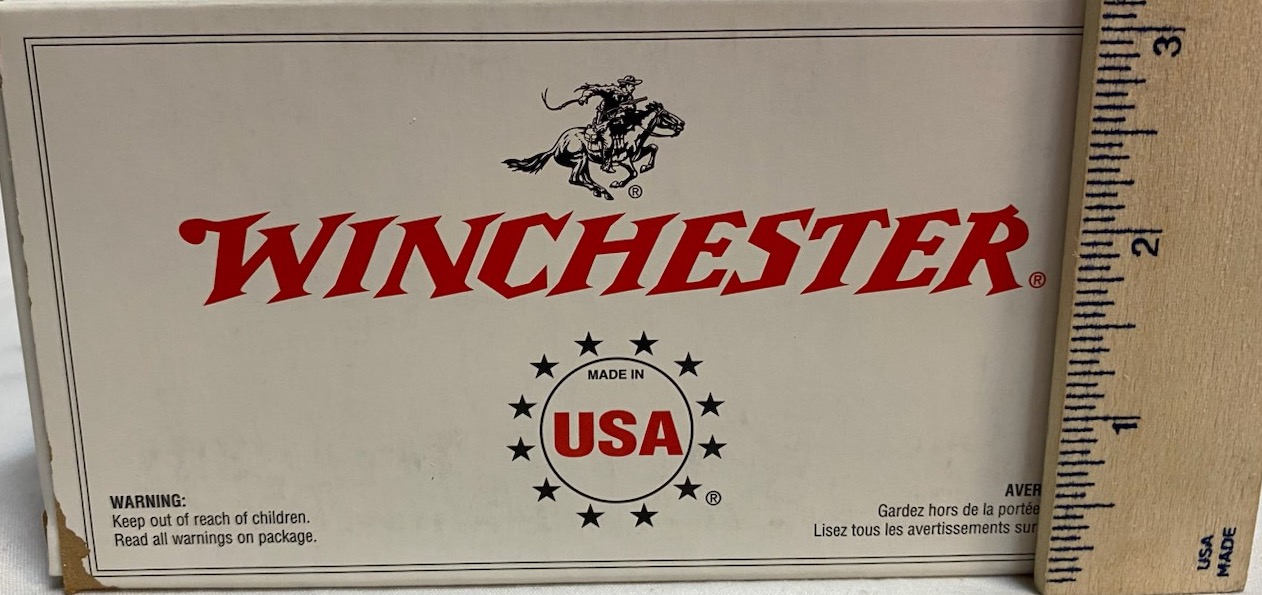 ®
WINCHESTER®
MADE IN
USA
®
WARNING:
Keep out of reach of children.
Read all warnings on package.
AVER
Gardez hors de la portée
Lisez tous les avertissements sur
3
2
1
USA
MADE